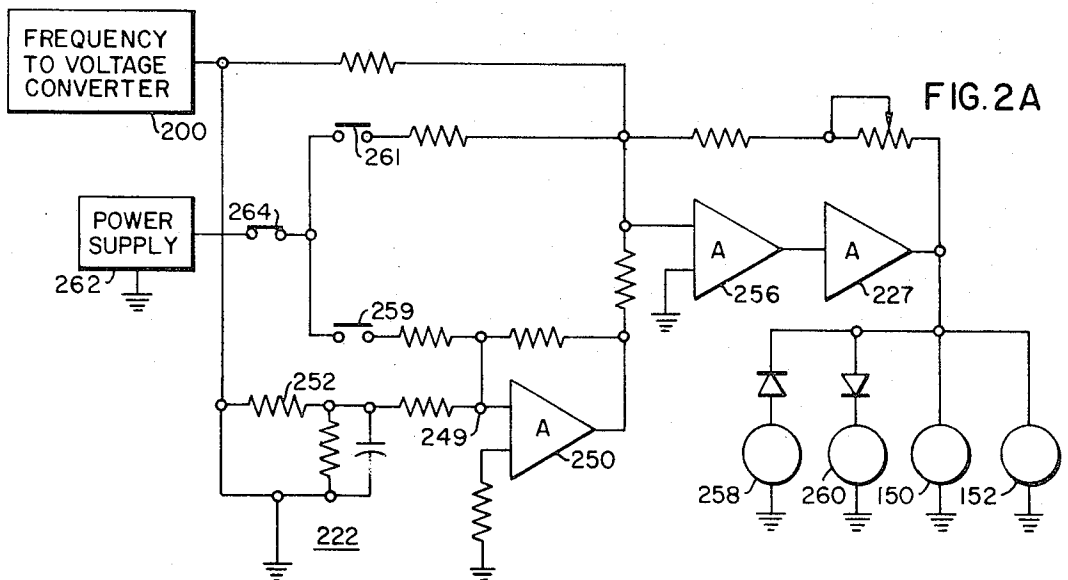 FREQUENCY
TO VOLTAGE
CONVERTER
200
FIG. 2A
261
264
POWER
SUPPLY
262
A
256
A
227
259
252
249
A
250
222
258
260
150
152